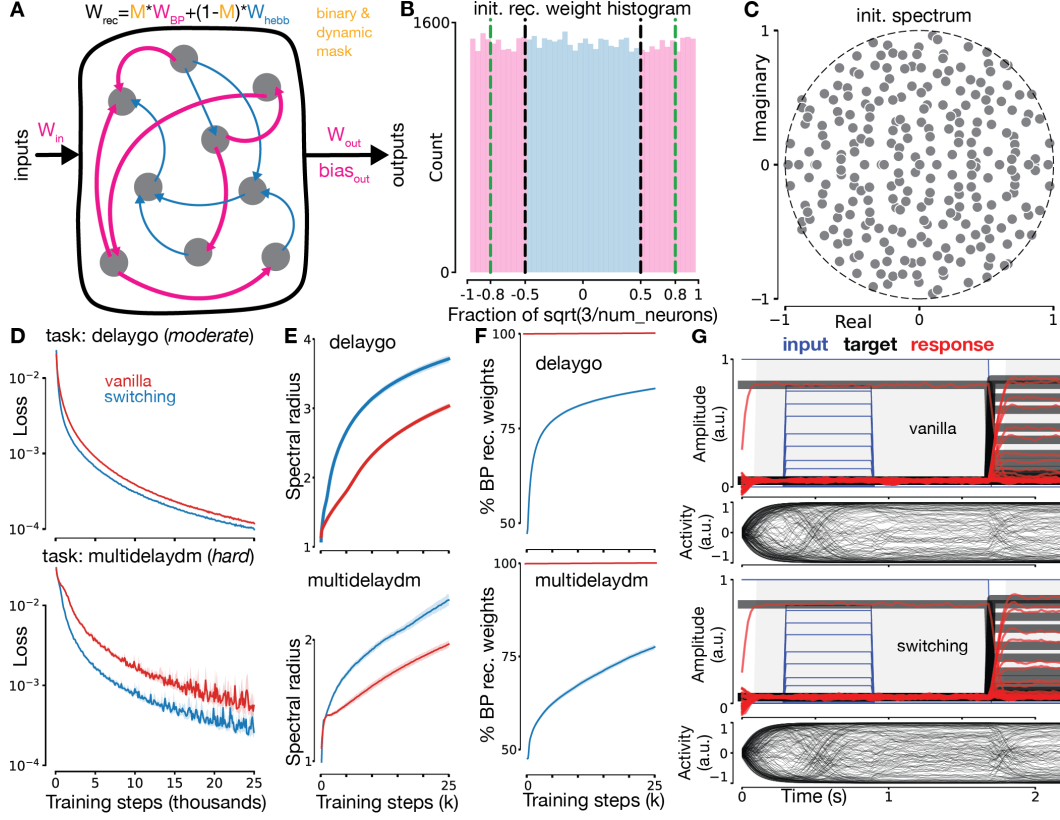 A
W_rec=M*W_BP+(1-M)*W_hebb
binary &
dynamic
mask
inputs
W_in
W_out
bias_out
outputs
B
init. rec. weight histogram
1600
Count
0
-1 -0.8 -0.5 0 0.5 0.8 1
Fraction of sqrt(3/num_neurons)
C
init. spectrum
Imaginary
1
0
−1
−1 0 1
Real
D
task: delaygo (moderate)
vanilla
switching
Loss
10⁻²
10⁻³
10⁻⁴
task: multidelaydm (hard)
Loss
10⁻²
10⁻³
10⁻⁴
0 5 10 15 20 25
Training steps (thousands)
E
delaygo
Spectral radius
4
3
2
1
multidelaydm
Spectral radius
2
1
0 25
Training steps (k)
F
% BP rec. weights
100
75
50
delaygo
% BP rec. weights
100
75
50
multidelaydm
0 25
Training steps (k)
G
input target response
Amplitude
(a.u.)
1
0
vanilla
Activity
(a.u.)
1
0
−1
Amplitude
(a.u.)
1
0
switching
Activity
(a.u.)
1
0
−1
0 1 2
Time (s)